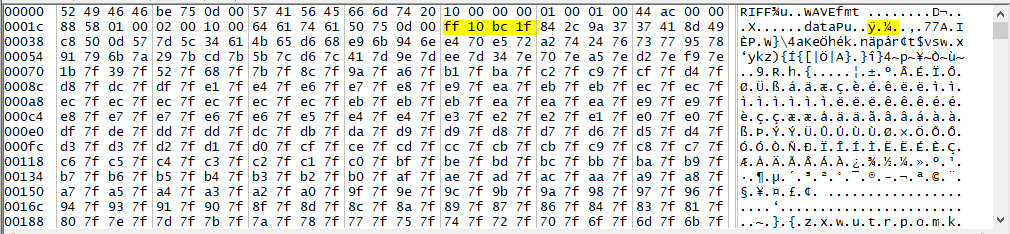 00000 52 49 46 46 be 75 0d 00 57 41 56 45 66 6d 74 20 10 00 00 00 01 00 01 00 44 ac 00 00 RIFF¾u..WAVEfmt ........D¬..
0001c 88 58 01 00 02 00 10 00 64 61 74 61 50 75 0d 00 ff 10 bc 1f 84 2c 9a 37 37 41 8d 49 .X......dataPu..ÿ.¼..,.77A.I
00038 c8 50 0d 57 7d 5c 34 61 4b 65 d6 68 e9 6b 94 6e e4 70 e5 72 a2 74 24 76 73 77 95 78 ÈP.W}\4aKeÖhék.näpår¢t$vsw.x
00054 91 79 6b 7a 29 7b cd 7b 5b 7c d6 7c 41 7d 9e 7d ee 7d 34 7e 70 7e a5 7e d2 7e f9 7e ‘ykz){Í{[|Ö|A}.}î}4~p~¥~Ò~ù~
00070 1b 7f 39 7f 52 7f 68 7f 7b 7f 8c 7f 9a 7f a6 7f b1 7f ba 7f c2 7f c9 7f cf 7f d4 7f ..9.R.h.{.....¦.±.º.Â.É.Ï.Ô.
0008c d8 7f dc 7f df 7f e1 7f e4 7f e6 7f e7 7f e8 7f e9 7f ea 7f eb 7f eb 7f ec 7f ec 7f Ø.Ü.ß.á.ä.æ.ç.è.é.ê.ë.ë.ì.ì.
000a8 ec 7f ec 7f ec 7f ec 7f ec 7f ec 7f eb 7f eb 7f eb 7f ea 7f ea 7f ea 7f e9 7f e9 7f ì.ì.ì.ì.ì.ì.ë.ë.ë.ê.ê.ê.é.é.
000c4 e8 7f e7 7f e7 7f e6 7f e6 7f e5 7f e4 7f e4 7f e3 7f e2 7f e2 7f e1 7f e0 7f e0 7f è.ç.ç.æ.æ.å.ä.ä.ã.â.â.á.à.à.
000e0 df 7f de 7f dd 7f dd 7f dc 7f db 7f da 7f d9 7f d9 7f d8 7f d7 7f d6 7f d5 7f d4 7f ß.Þ.Ý.Ý.Ü.Û.Ú.Ù.Ù.Ø.×.Ö.Õ.Ô.
000fc d3 7f d3 7f d2 7f d1 7f d0 7f cf 7f ce 7f cd 7f cc 7f cb 7f ca 7f c9 7f c8 7f c7 7f Ó.Ó.Ò.Ñ.Ð.Ï.Î.Í.Ì.Ë.Ê.É.È.Ç.
00118 c6 7f c5 7f c4 7f c3 7f c2 7f c1 7f c0 7f bf 7f be 7f bd 7f bc 7f bb 7f ba 7f b9 7f Æ.Å.Ä.Ã.Â.Á.À.¿.¾.½.¼.».º.¹.
00134 b7 7f b6 7f b5 7f b4 7f b3 7f b2 7f b0 7f af 7f ae 7f ad 7f ac 7f aa 7f a9 7f a8 7f ·.¶.µ.´.³.².°.¯.®.­.¬.ª.©.¨.
00150 a7 7f a5 7f a4 7f a3 7f a2 7f a0 7f 9f 7f 9e 7f 9c 7f 9b 7f 9a 7f 98 7f 97 7f 96 7f §.¥.¤.£.¢. .................
0016c 94 7f 93 7f 91 7f 90 7f 8f 7f 8d 7f 8c 7f 8a 7f 89 7f 87 7f 86 7f 84 7f 83 7f 81 7f ............................
00188 80 7f 7e 7f 7d 7f 7b 7f 7a 7f 78 7f 77 7f 75 7f 74 7f 72 7f 70 7f 6f 7f 6d 7f 6b 7f ..~.}.{.z.x.w.u.t.r.p.o.m.k.